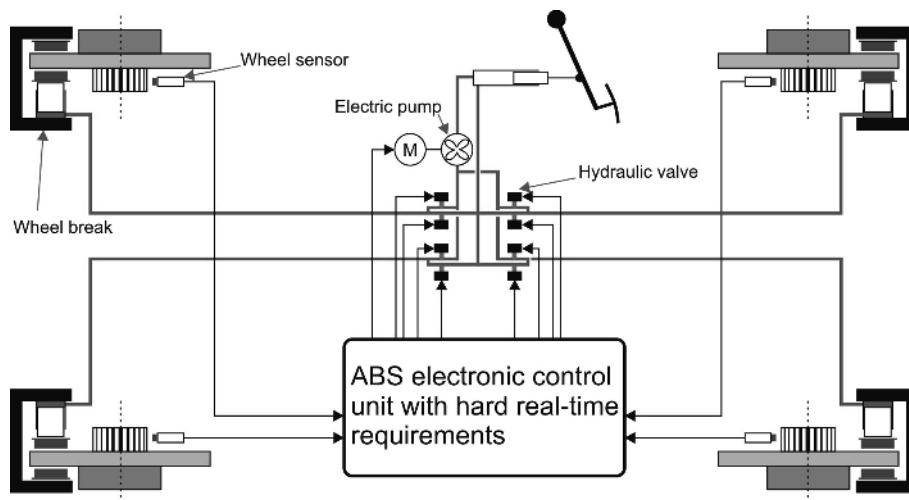 Wheel sensor
Electric pump
M
Hydraulic valve
Wheel break
ABS electronic control
unit with hard real-time
requirements